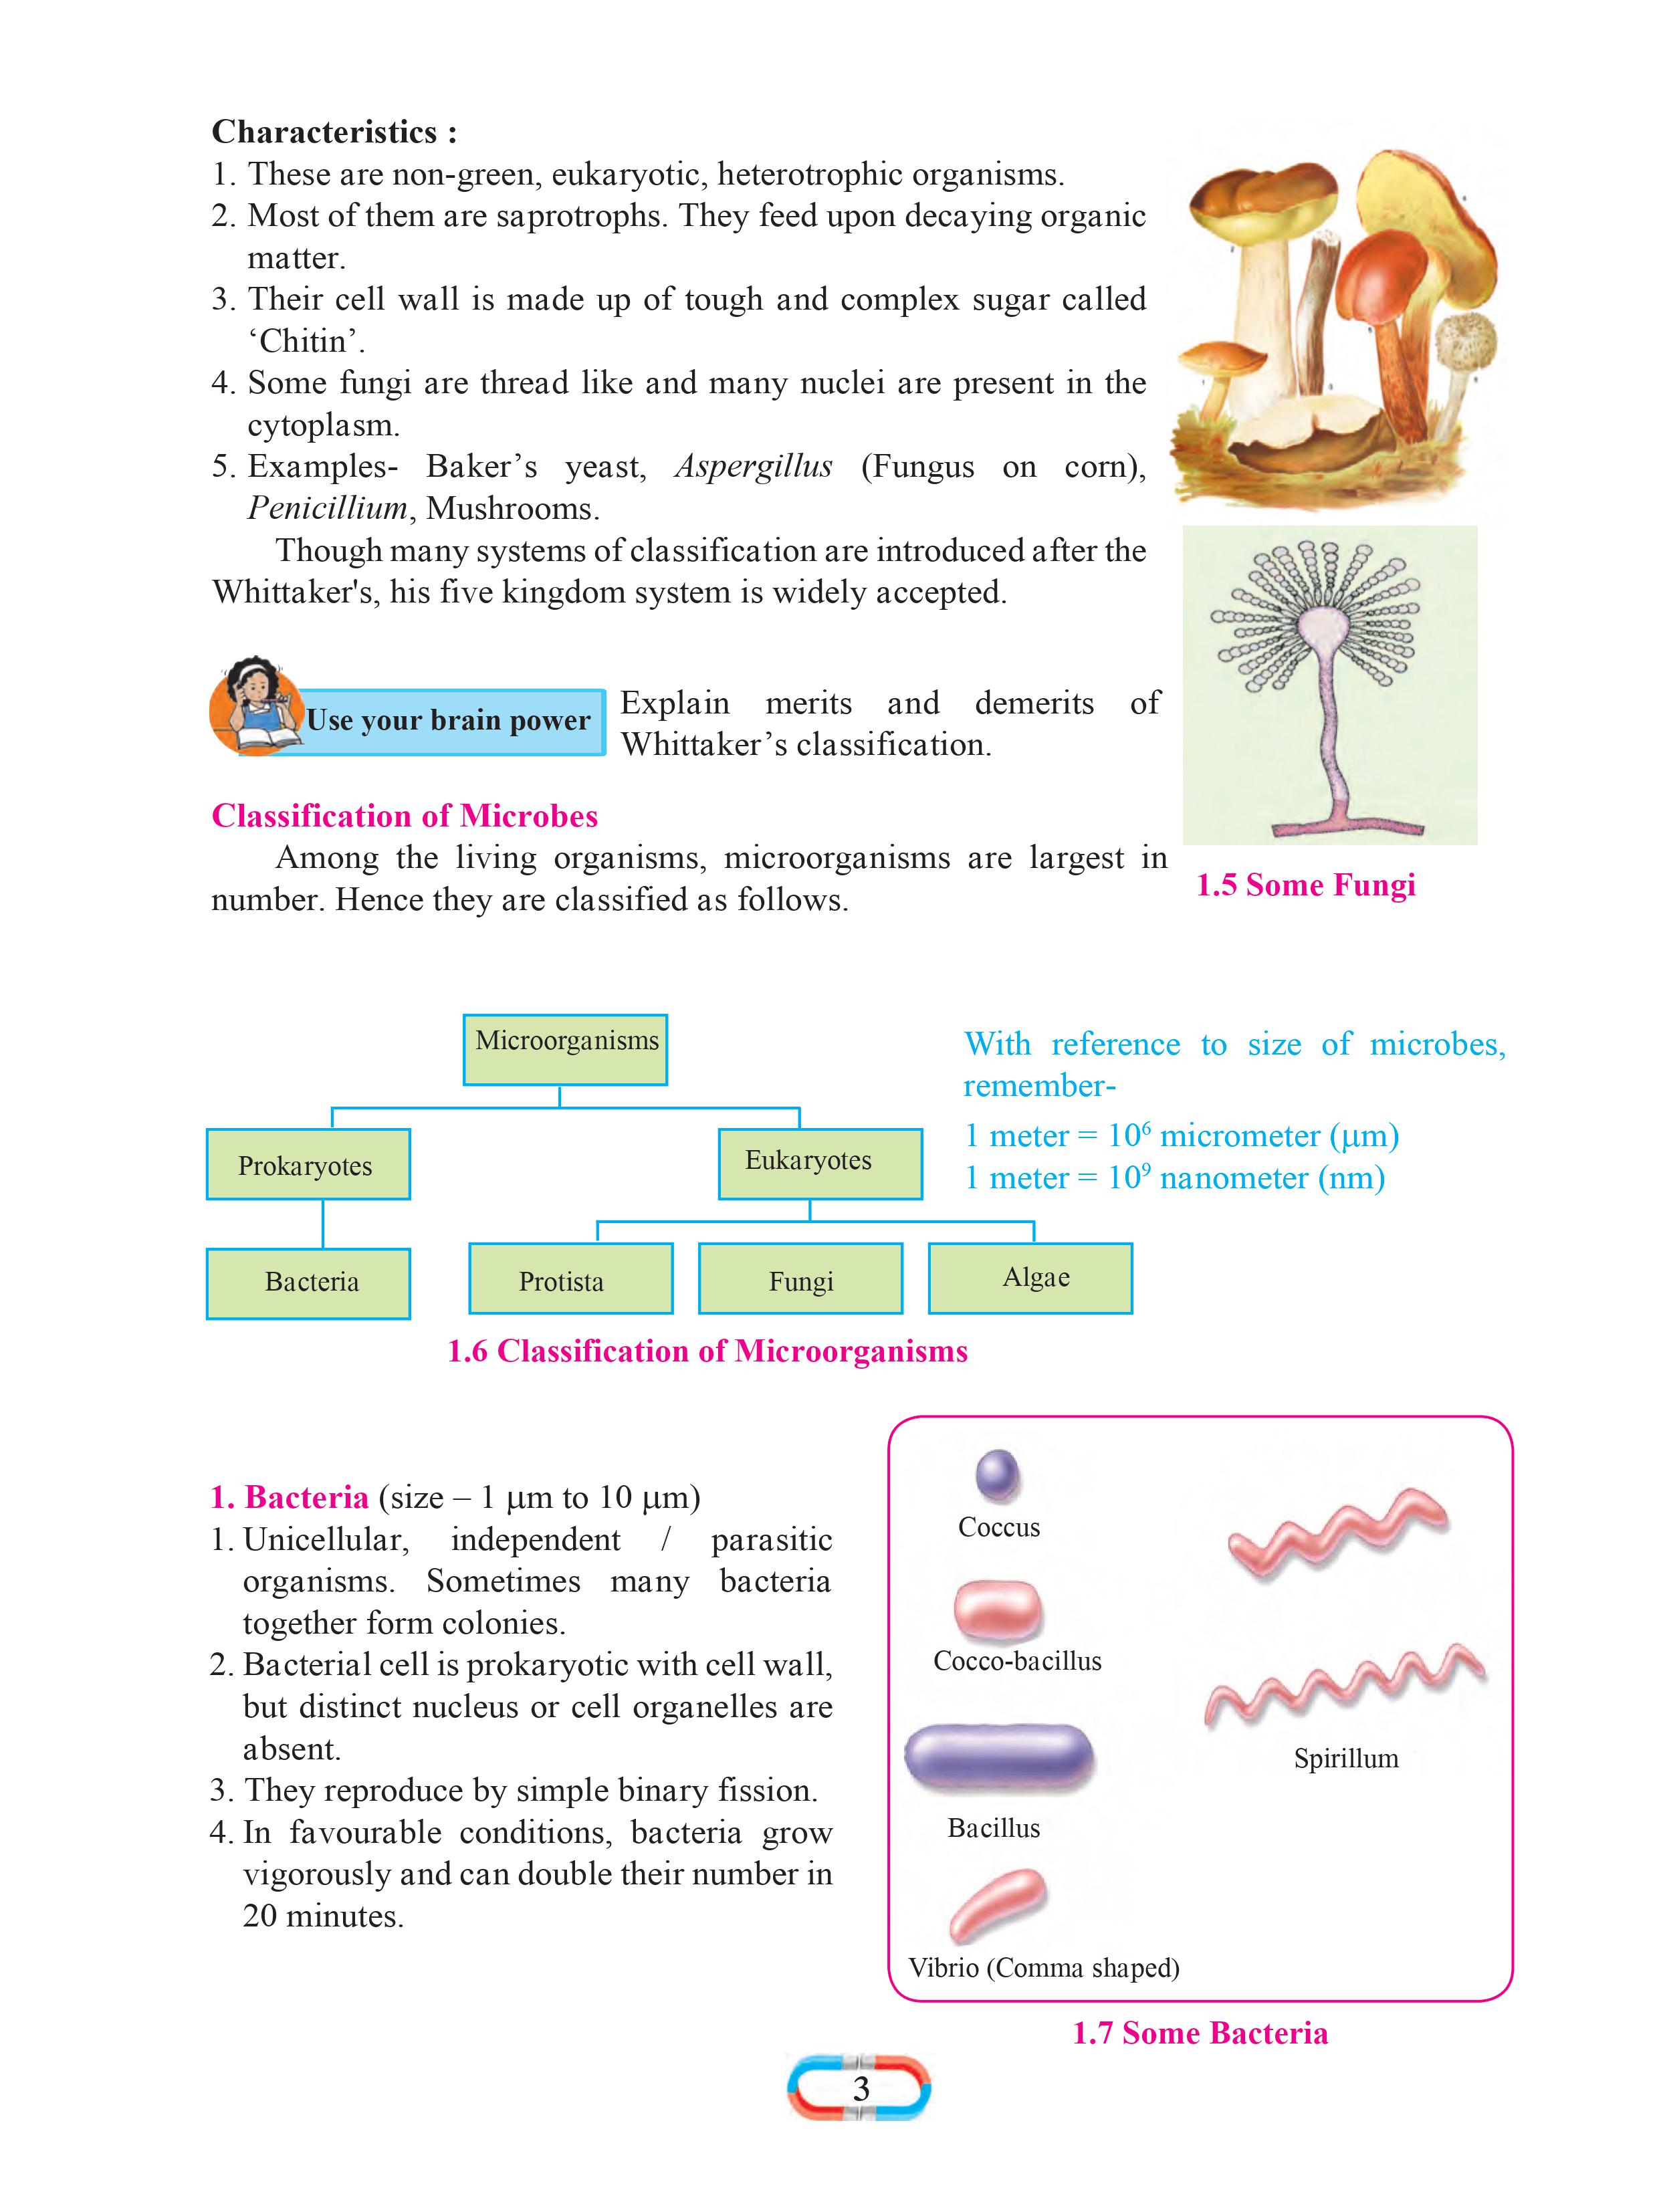 Characteristics :
1. These are non-green, eukaryotic, heterotrophic organisms.
2. Most of them are saprotrophs. They feed upon decaying organic
matter.
3. Their cell wall is made up of tough and complex sugar called
‘Chitin’.
4. Some fungi are thread like and many nuclei are present in the
cytoplasm.
5. Examples- Baker’s yeast, Aspergillus (Fungus on corn),
Penicillium, Mushrooms.
Though many systems of classification are introduced after the
Whittaker's, his five kingdom system is widely accepted.
Use your brain power
Explain merits and demerits of
Whittaker’s classification.
Classification of Microbes
Among the living organisms, microorganisms are largest in
number. Hence they are classified as follows.
1.5 Some Fungi
Microorganisms
Prokaryotes
Eukaryotes
Bacteria
Protista
Fungi
Algae
1.6 Classification of Microorganisms
With reference to size of microbes,
remember-
1 meter = 10⁶ micrometer (μm)
1 meter = 10⁹ nanometer (nm)
1. Bacteria (size – 1 μm to 10 μm)
1. Unicellular, independent / parasitic
organisms. Sometimes many bacteria
together form colonies.
2. Bacterial cell is prokaryotic with cell wall,
but distinct nucleus or cell organelles are
absent.
3. They reproduce by simple binary fission.
4. In favourable conditions, bacteria grow
vigorously and can double their number in
20 minutes.
Coccus
Cocco-bacillus
Bacillus
Vibrio (Comma shaped)
Spirillum
1.7 Some Bacteria
3